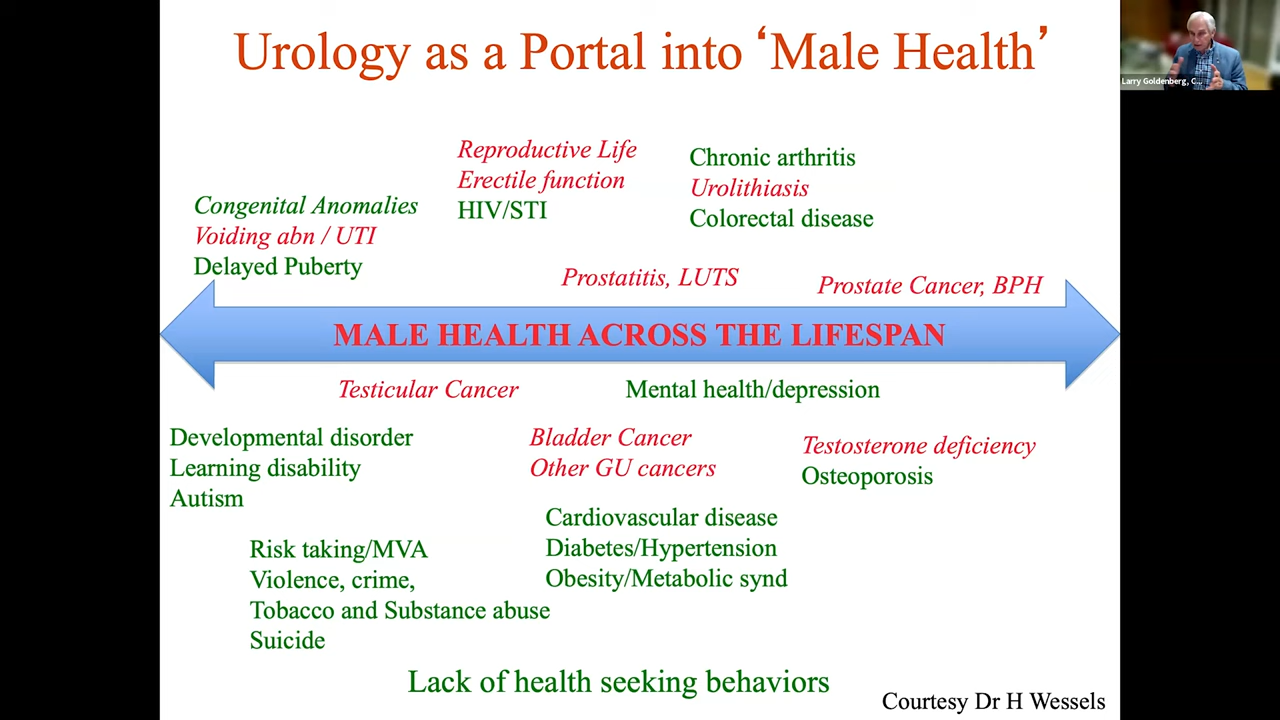 Urology as a Portal into ‘Male Health’
Larry Goldenberg, C...
Reproductive Life
Erectile function
HIV/STI
Chronic arthritis
Urolithiasis
Colorectal disease
Congenital Anomalies
Voiding abn / UTI
Delayed Puberty
Prostatitis, LUTS
Prostate Cancer, BPH
MALE HEALTH ACROSS THE LIFESPAN
Testicular Cancer
Mental health/depression
Developmental disorder
Learning disability
Autism
Bladder Cancer
Other GU cancers
Testosterone deficiency
Osteoporosis
Cardiovascular disease
Diabetes/Hypertension
Obesity/Metabolic synd
Risk taking/MVA
Violence, crime,
Tobacco and Substance abuse
Suicide
Lack of health seeking behaviors
Courtesy Dr H Wessels